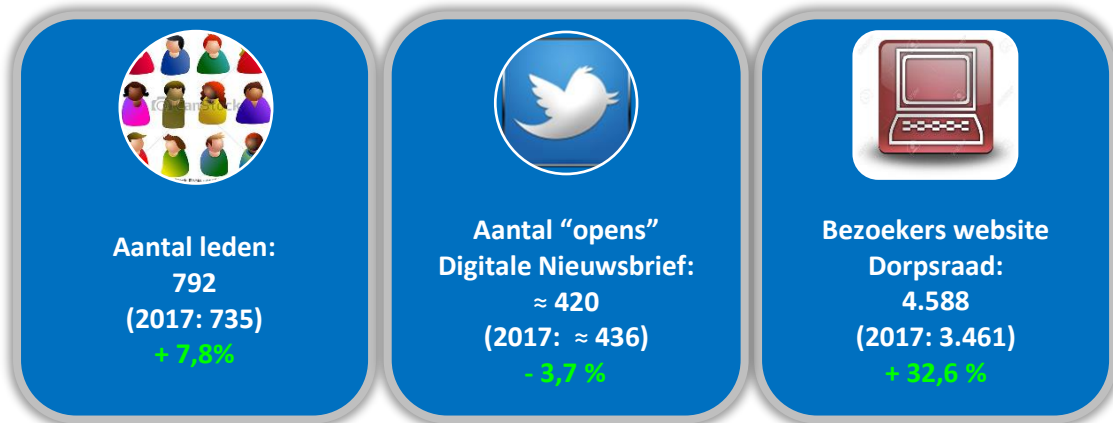 Aantal leden:
792
(2017: 735)
+ 7,8%
Aantal “opens”
Digitale Nieuwsbrief:
≈ 420
(2017:  ≈ 436)
- 3,7 %
Bezoekers website
Dorpsraad:
4.588
(2017: 3.461)
+ 32,6 %